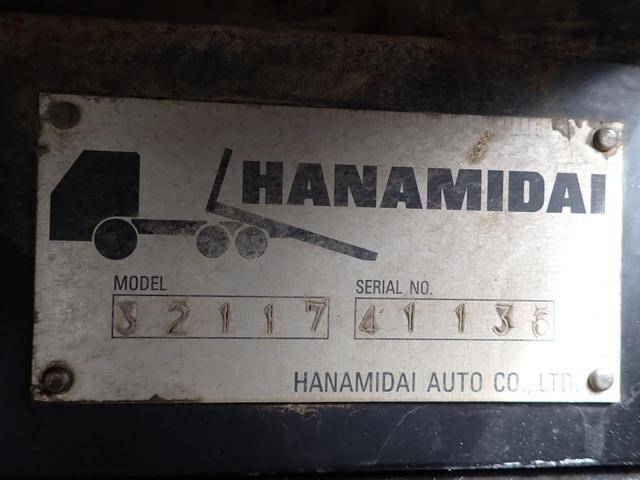 HANAMIDAI
MODEL SERIAL NO.
32117 41135
HANAMIDAI AUTO CO., LTD.